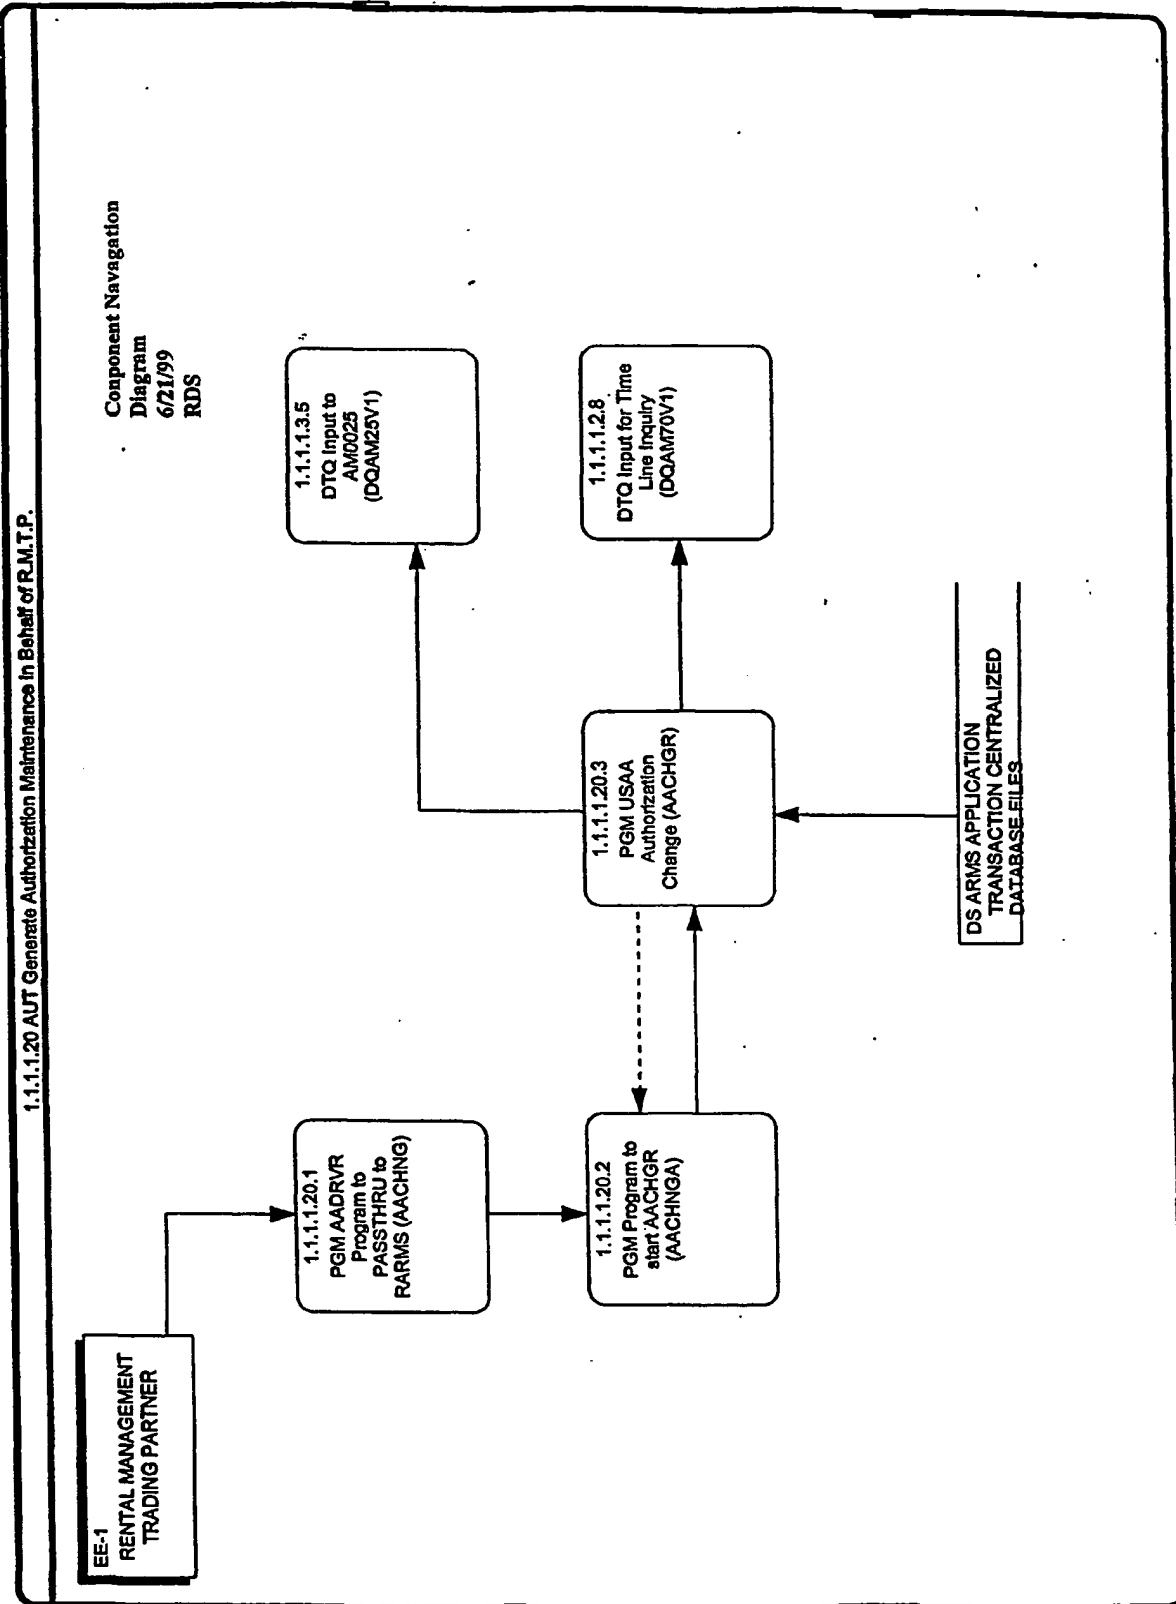 1.1.1.1.20 AUT Generate Authorization Maintenance In Behalf of R.M.T.P.
Conponent Navagation
Diagram
6/21/99
RDS
EE-1
RENTAL MANAGEMENT
TRADING PARTNER
1.1.1.1.20.1
PGM AADRVR
Program to
PASSTHRU to
RARMS (AACHNG)
1.1.1.1.3.5
DTQ Input to
AM0025
(DQAM25V1)
1.1.1.1.20.2
PGM Program to
start AACHGR
(AACHNGA)
1.1.1.1.20.3
PGM USAA
Authorization
Change (AACHGR)
1.1.1.1.2.8
DTQ Input for Time
Line Inquiry
(DQAM70V1)
DS ARMS APPLICATION
TRANSACTION CENTRALIZED
DATABASE FILES